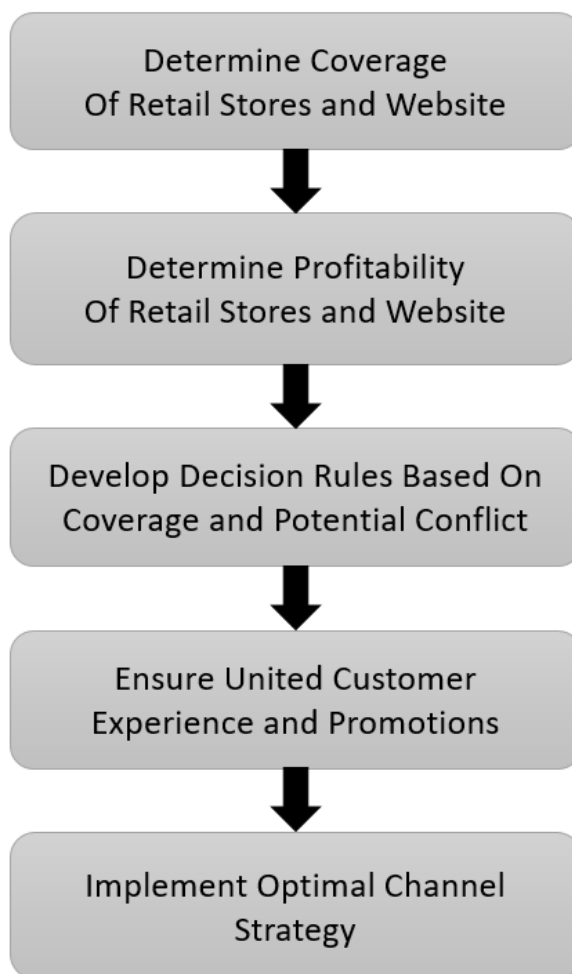 Determine Coverage
Of Retail Stores and Website
Determine Profitability
Of Retail Stores and Website
Develop Decision Rules Based On
Coverage and Potential Conflict
Ensure United Customer
Experience and Promotions
Implement Optimal Channel
Strategy